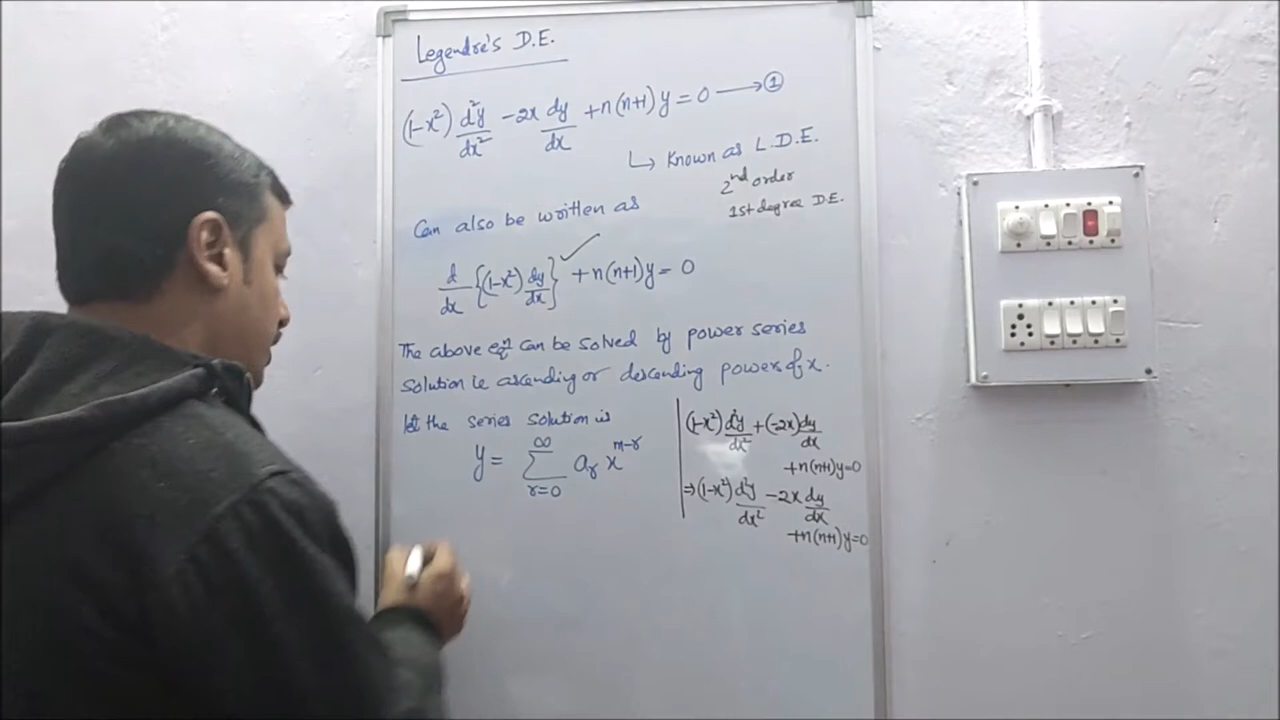 Legendre's D.E.
(1-x²) d²y/dx² -2x dy/dx +n(n+1)y=0 ⟶①
↳ Known as L.D.E.
2nd order
1st degree D.E.
Can also be written as
d/dx {(1-x²) dy/dx} +n(n+1)y=0
✓
The above eqⁿ can be solved by power series
solution ie ascending or descending powers of x.
let the series solution is
y= ∑_{r=0}^{∞} a_r x^{m-r}
(1-x²) d²y/dx² +(-2x) dy/dx
+n(n+1)y=0
⇒(1-x²) d²y/dx² -2x dy/dx
+n(n+1)y=0